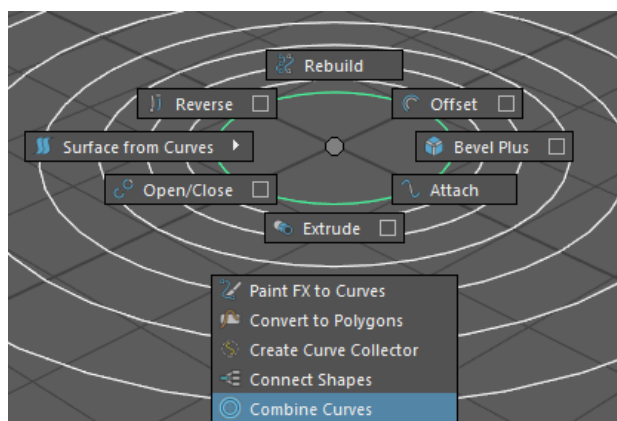 Rebuild
Reverse
Offset
Surface from Curves
Bevel Plus
Open/Close
Attach
Extrude
Paint FX to Curves
Convert to Polygons
Create Curve Collector
Connect Shapes
Combine Curves